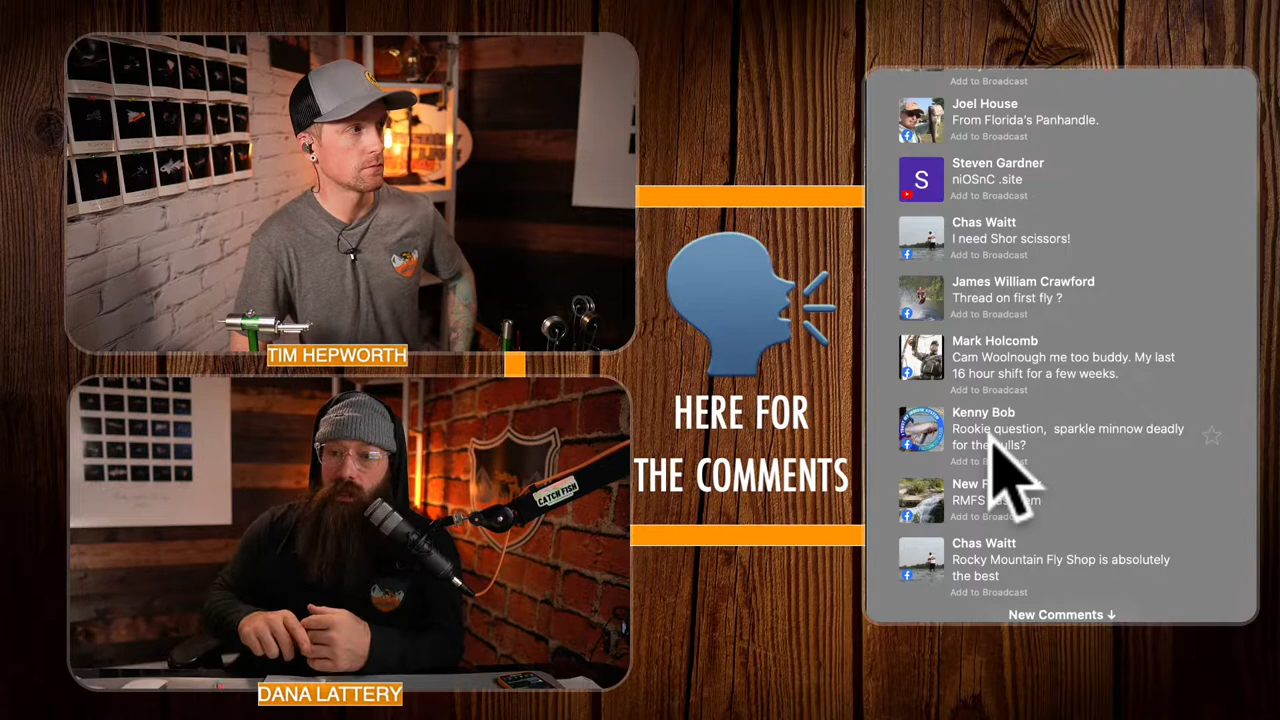 TIM HEPWORTH
CATCH FISH
DANA LATTERY
HERE FOR
THE COMMENTS
Add to Broadcast
Joel House
From Florida's Panhandle.
Add to Broadcast
S
Steven Gardner
niOSnC .site
Add to Broadcast
Chas Waitt
I need Shor scissors!
Add to Broadcast
James William Crawford
Thread on first fly ?
Add to Broadcast
Mark Holcomb
Cam Woolnough me too buddy. My last
16 hour shift for a few weeks.
Add to Broadcast
Kenny Bob
Rookie question, sparkle minnow deadly
for the
Add to
New
RMFS
Add to
Chas Waitt
Rocky Mountain Fly Shop is absolutely
the best
Add to Broadcast
New Comments ↓